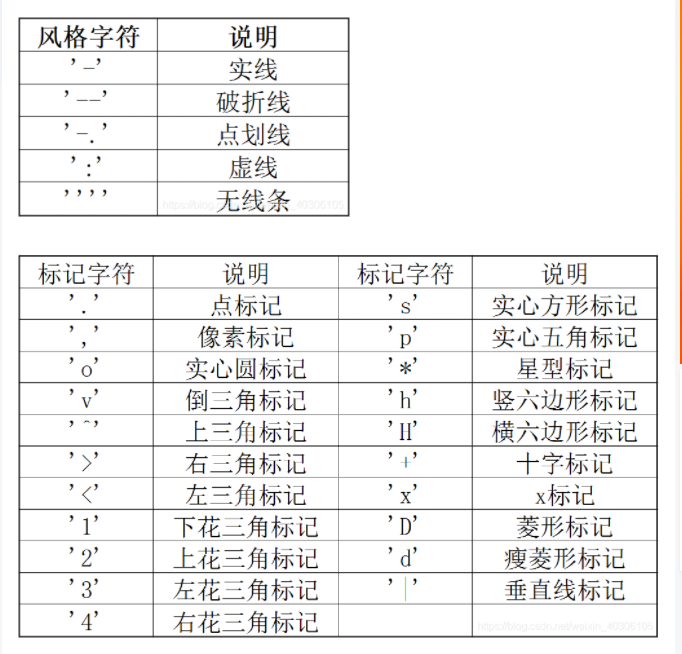 风格字符 说明
'-' 实线
'--' 破折线
'-.' 点划线
':' 虚线
'''' 无线条
标记字符 说明 标记字符 说明
'.' 点标记 's' 实心方形标记
',' 像素标记 'p' 实心五角标记
'o' 实心圆标记 '*' 星型标记
'v' 倒三角标记 'h' 竖六边形标记
'^' 上三角标记 'H' 横六边形标记
'>' 右三角标记 '+' 十字标记
'<' 左三角标记 'x' x标记
'1' 下花三角标记 'D' 菱形标记
'2' 上花三角标记 'd' 瘦菱形标记
'3' 左花三角标记 '|' 垂直线标记
'4' 右花三角标记
https://blog.csdn.net/weixin_40306105